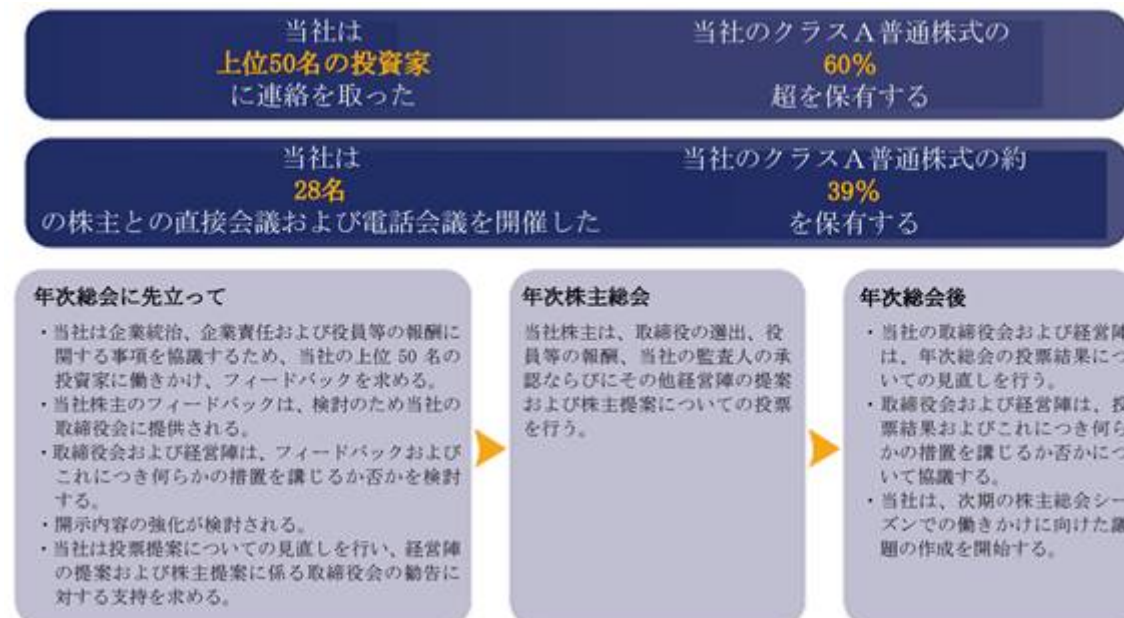 当社は
上位50名の投資家
に連絡を取った
当社のクラスA普通株式の
60%
超を保有する
当社は
28名
の株主との直接会議および電話会議を開催した
当社のクラスA普通株式の約
39%
を保有する
年次総会に先立って
・当社は企業統治、企業責任および役員等の報酬に
関する事項を協議するため、当社の上位 50 名の
投資家に働きかけ、フィードバックを求める。
・当社株主のフィードバックは、検討のため当社の
取締役会に提供される。
・取締役会および経営陣は、フィードバックおよび
これにつき何らかの措置を講じるか否かを検討
する。
・開示内容の強化が検討される。
・当社は投票提案についての見直しを行い、経営陣
の提案および株主提案に係る取締役会の勧告に
対する支持を求める。
年次株主総会
当社株主は、取締役の選出、役
員等の報酬、当社の監査人の承
認ならびにその他経営陣の提案
および株主提案についての投票
を行う。
年次総会後
・当社の取締役会および経営陣
は、年次総会の投票結果につ
いての見直しを行う。
・取締役会および経営陣は、投
票結果およびこれにつき何ら
かの措置を講じるか否かにつ
いて協議する。
・当社は、次期の株主総会シー
ズンでの働きかけに向けた議
題の作成を開始する。